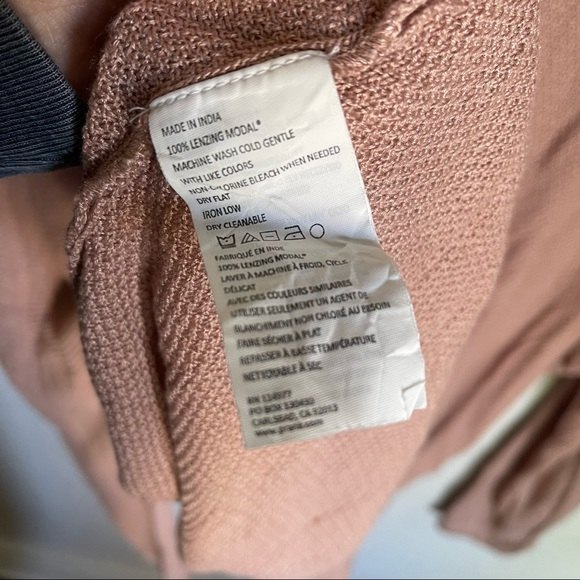 MADE IN INDIA
100% LENZING MODAL®
MACHINE WASH COLD GENTLE
WITH LIKE COLORS
CHLORINE BLEACH WHEN NEEDED
DRY FLAT
IRON LOW
DRY CLEANABLE
FABRIQUÉ EN INDE
100% LENZING MODAL®
LAVER À MACHINE À FROID, CYCLE
DÉLICAT
AVEC DES COULEURS SIMILAIRES
UTILISER SEULEMENT UN AGENT DE
BLANCHIMENT NON CHLORÉ AU BESOIN
FAIRE SÉCHER À PLAT
REPASSER À BASSE TEMPÉRATURE
NETTOYABLE À SEC
RN 114977
PO BOX 130450
CARLSBAD, CA 92013